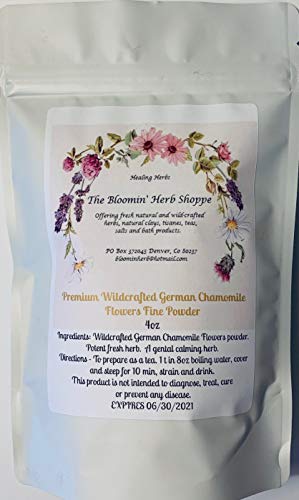 Healing Herbs
The Bloomin' Herb Shoppe
Offering fresh natural and wild-crafted
herbs, natural clays, tisanes, teas,
salts and bath products.
PO Box 372043 Denver, Co 80237
bloominherb@hotmail.com
Premium Wildcrafted German Chamomile
Flowers Fine Powder
4oz
Ingredients: Wildcrafted German Chamomile Flowers powder.
Potent fresh herb. A gental calming herb.
Directions - To prepare as a tea, 1 t in 8oz boiling water, cover
and steep for 10 min, strain and drink.
This product is not intended to diagnose, treat, cure
or prevent any disease.
EXPIRES 06/30/2021